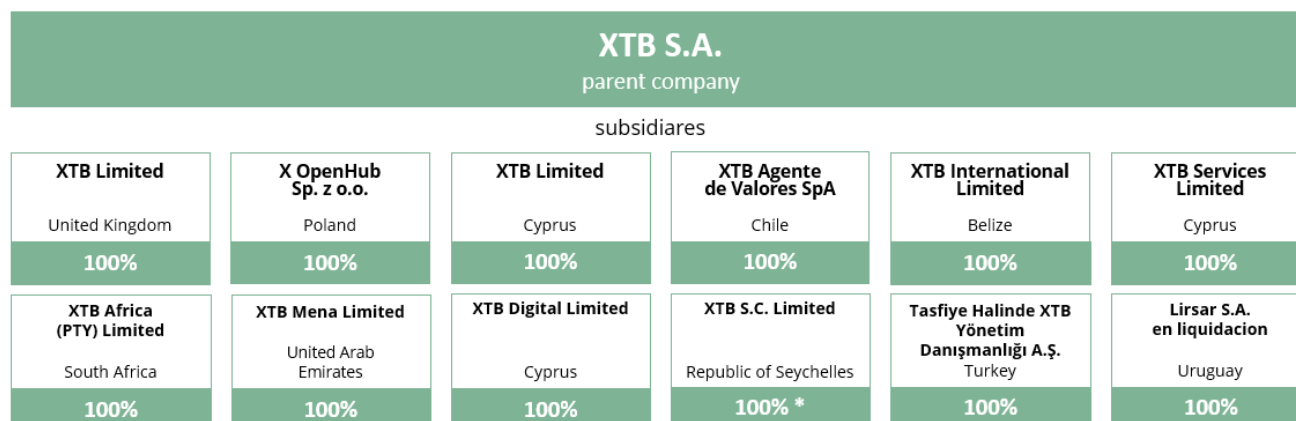 XTB S.A.
parent company
subsidiares
XTB Limited
United Kingdom
100%
X OpenHub
Sp. z o.o.
Poland
100%
XTB Limited
Cyprus
100%
XTB Agente
de Valores SpA
Chile
100%
XTB International
Limited
Belize
100%
XTB Services
Limited
Cyprus
100%
XTB Africa
(PTY) Limited
South Africa
100%
XTB Mena Limited
United Arab
Emirates
100%
XTB Digital Limited
Cyprus
100%
XTB S.C. Limited
Republic of Seychelles
100% *
Tasfiye Halinde XTB
Yönetim
Danışmanlığı A.Ş.
Turkey
100%
Lirsar S.A.
en liquidacion
Uruguay
100%